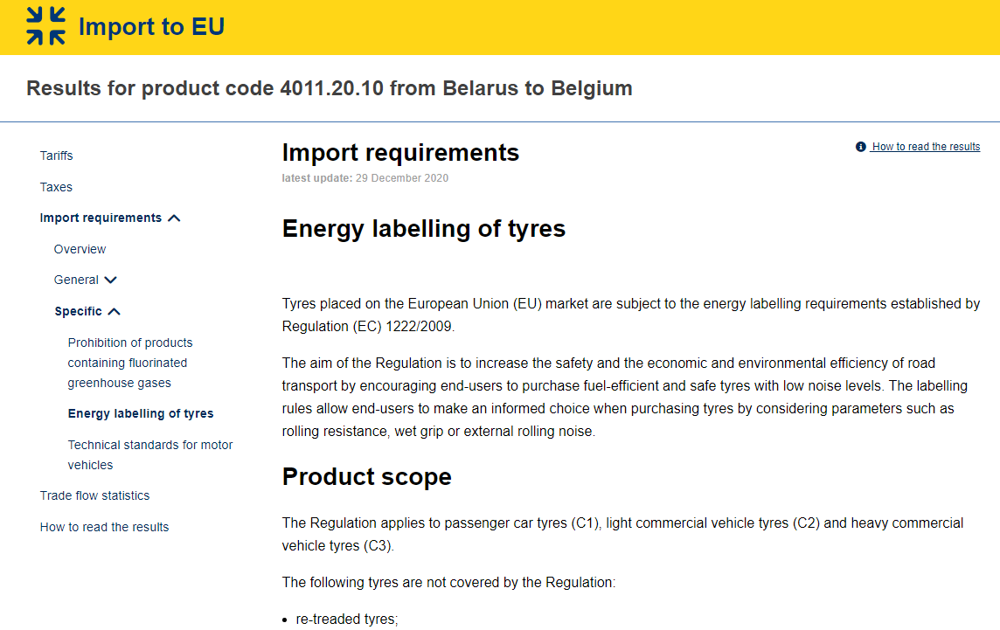 Import to EU
Results for product code 4011.20.10 from Belarus to Belgium
Tariffs
Taxes
Import requirements
Overview
General
Specific
Prohibition of products
containing fluorinated
greenhouse gases
Energy labelling of tyres
Technical standards for motor
vehicles
Trade flow statistics
How to read the results
Import requirements
How to read the results
latest update: 29 December 2020
Energy labelling of tyres
Tyres placed on the European Union (EU) market are subject to the energy labelling requirements established by
Regulation (EC) 1222/2009.
The aim of the Regulation is to increase the safety and the economic and environmental efficiency of road
transport by encouraging end-users to purchase fuel-efficient and safe tyres with low noise levels. The labelling
rules allow end-users to make an informed choice when purchasing tyres by considering parameters such as
rolling resistance, wet grip or external rolling noise.
Product scope
The Regulation applies to passenger car tyres (C1), light commercial vehicle tyres (C2) and heavy commercial
vehicle tyres (C3).
The following tyres are not covered by the Regulation:
• re-treaded tyres;